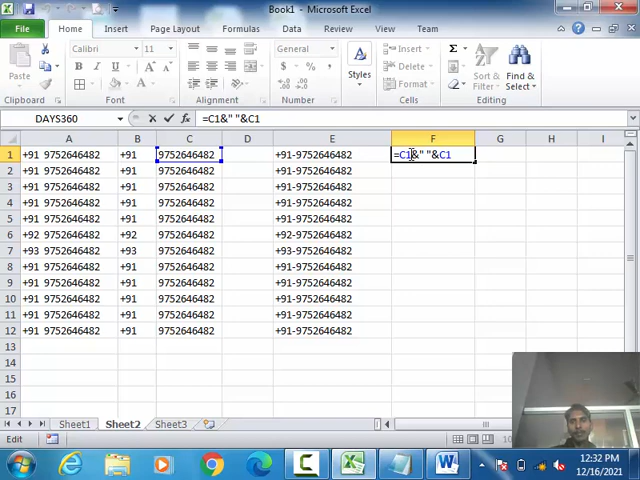 Book1 - Microsoft Excel
File Home Insert Page Layout Formulas Data Review View Team
Calibri 11 General Insert Σ
Paste B I U $ % , Styles Delete Sort & Filter Find & Select
Format
Clipboard Font Alignment Number Cells Editing
DAYS360 fx =C1&" "&C1
A B C D E F G H I
1 +91 9752646482 +91 9752646482 +91-9752646482 =C1&" "&C1
2 +91 9752646482 +91 9752646482 +91-9752646482
3 +91 9752646482 +91 9752646482 +91-9752646482
4 +91 9752646482 +91 9752646482 +91-9752646482
5 +91 9752646482 +91 9752646482 +91-9752646482
6 +92 9752646482 +92 9752646482 +92-9752646482
7 +93 9752646482 +93 9752646482 +93-9752646482
8 +91 9752646482 +91 9752646482 +91-9752646482
9 +91 9752646482 +91 9752646482 +91-9752646482
10 +91 9752646482 +91 9752646482 +91-9752646482
11 +91 9752646482 +91 9752646482 +91-9752646482
12 +91 9752646482 +91 9752646482 +91-9752646482
13
14
15
16
17
Sheet1 Sheet2 Sheet3
Edit 10
12:32 PM
12/16/2021